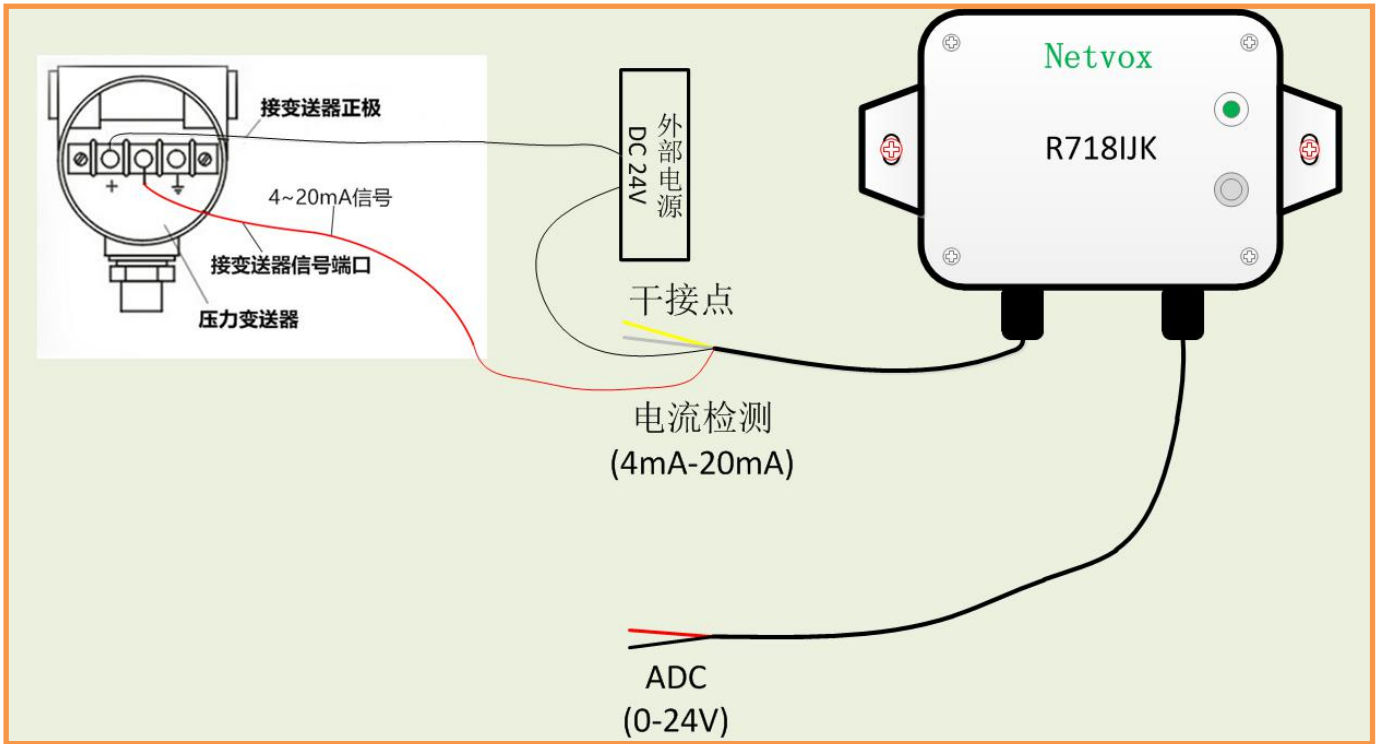 Netvox
R718IJK
接变送器正极
外部电源
DC 24V
+
4~20mA信号
接变送器信号端口
压力变送器
干接点
电流检测
(4mA-20mA)
ADC
(0-24V)